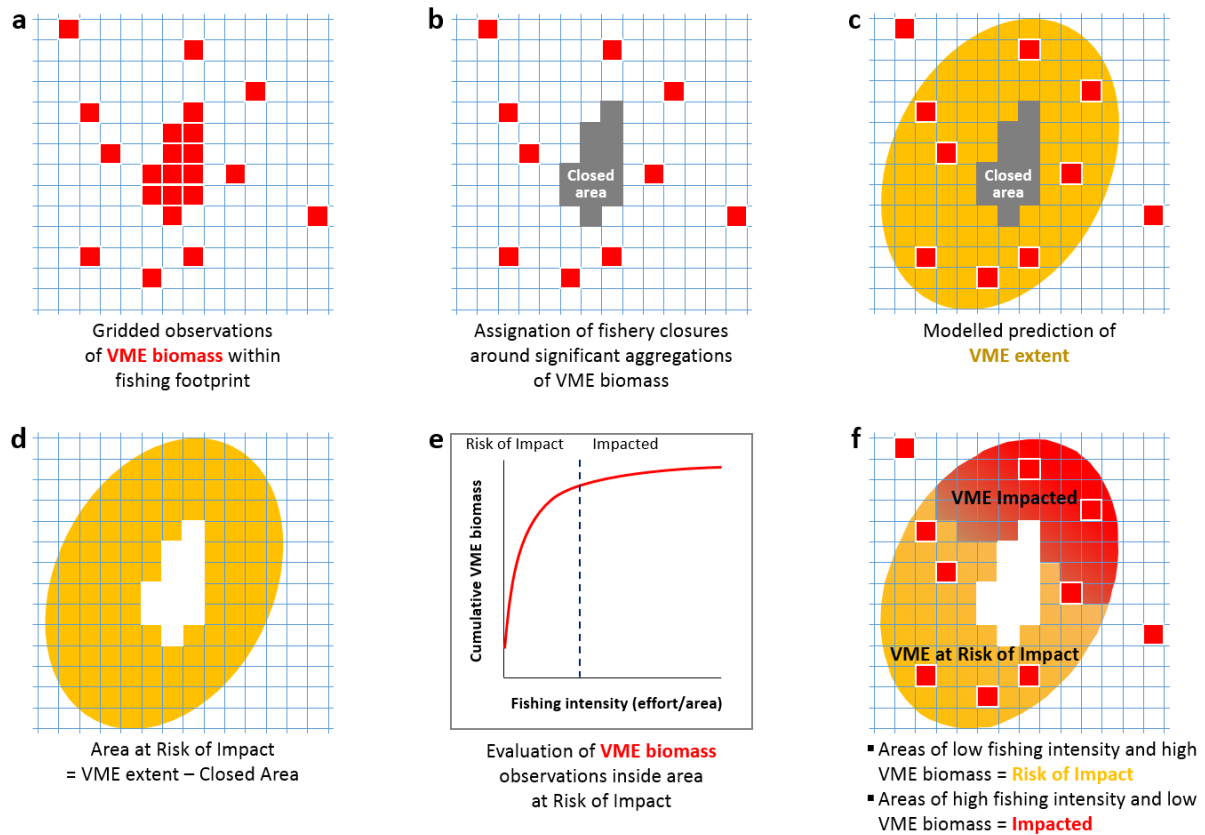 a
Gridded observations
of VME biomass within
fishing footprint
b
Closed
area
Assignation of fishery closures
around significant aggregations
of VME biomass
c
Closed
area
Modelled prediction of
VME extent
d
Area at Risk of Impact
= VME extent – Closed Area
e
Risk of Impact
Impacted
Cumulative VME biomass
Fishing intensity (effort/area)
Evaluation of VME biomass
observations inside area
at Risk of Impact
f
VME Impacted
VME at Risk of Impact
▪ Areas of low fishing intensity and high
VME biomass = Risk of Impact
▪ Areas of high fishing intensity and low
VME biomass = Impacted